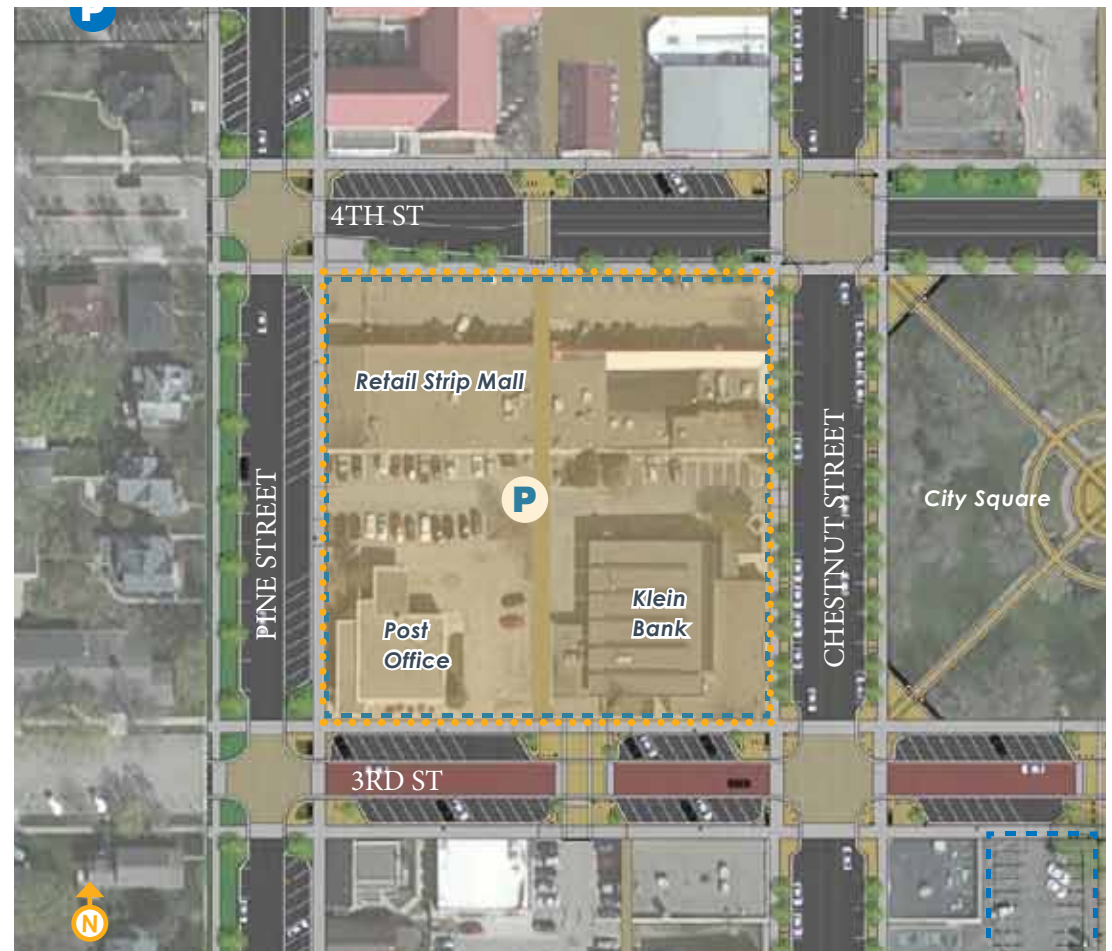 P
4TH ST
Retail Strip Mall
P
PINE STREET
CHESTNUT STREET
City Square
Klein
Bank
Post
Office
3RD ST
N